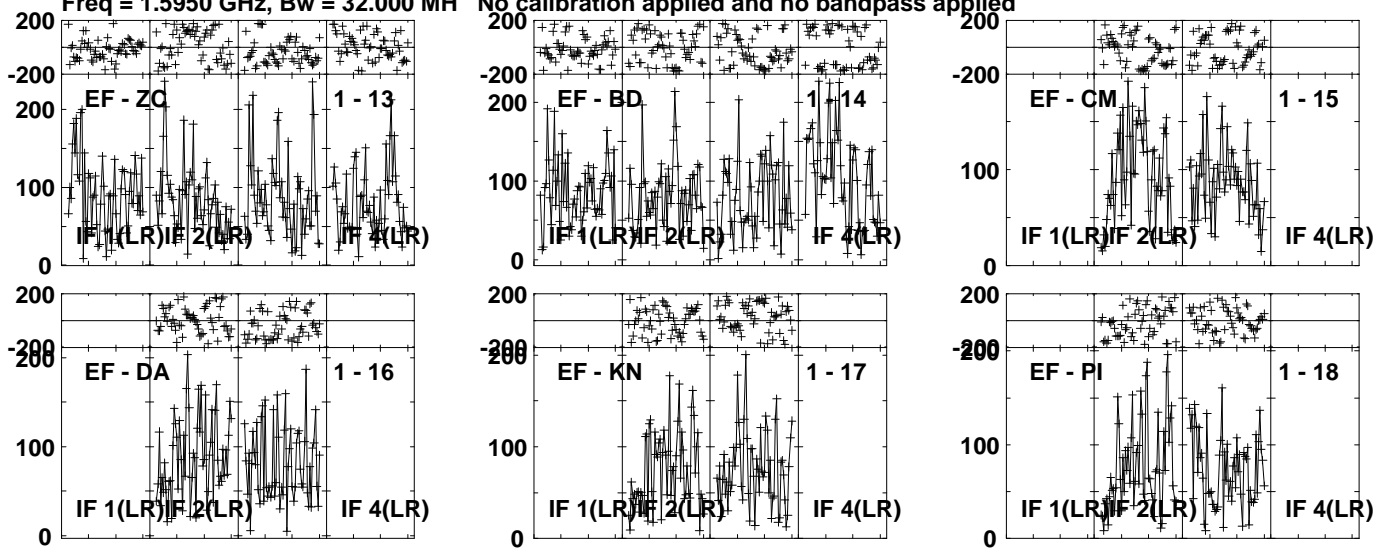 Freq = 1.5950 GHz, Bw = 32.000 MH No calibration applied and no bandpass applied
200
-200
200
100
0
EF - ZC 1 - 13
IF 1(LR) IF 2(LR) IF 4(LR)
200
-200
200
100
0
EF - BD 1 - 14
IF 1(LR) IF 2(LR) IF 4(LR)
200
-200
200
100
0
EF - CM 1 - 15
IF 1(LR) IF 2(LR) IF 4(LR)
200
-200
200
100
0
EF - DA 1 - 16
IF 1(LR) IF 2(LR) IF 4(LR)
200
-200
200
100
0
EF - KN 1 - 17
IF 1(LR) IF 2(LR) IF 4(LR)
200
-200
200
100
0
EF - PI 1 - 18
IF 1(LR) IF 2(LR) IF 4(LR)